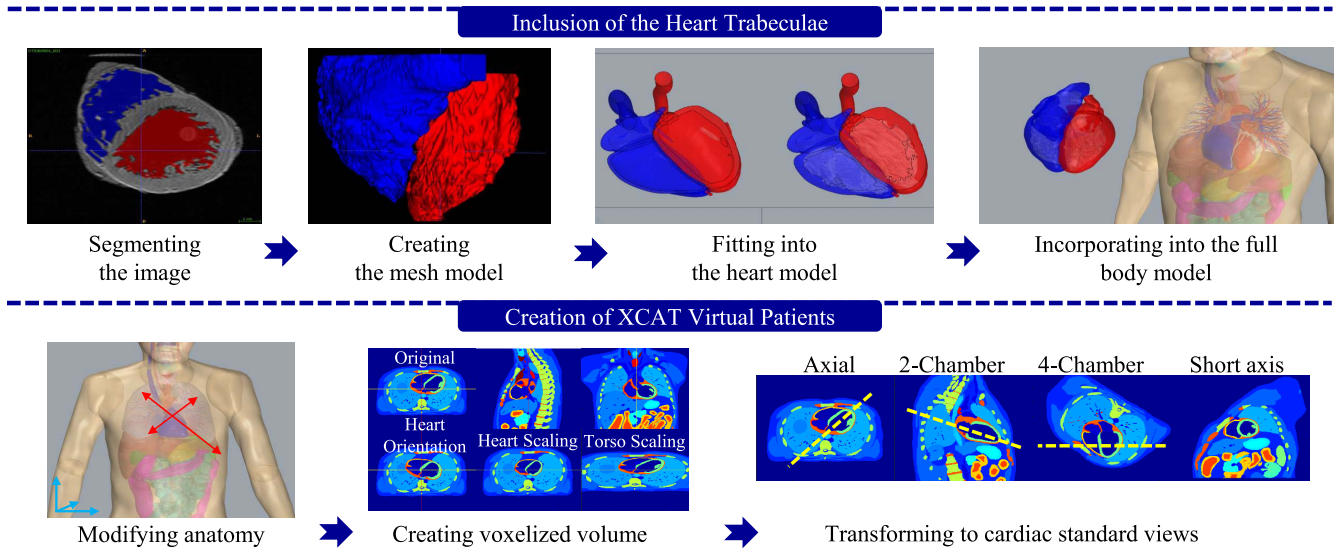 Inclusion of the Heart Trabeculae
Segmenting
the image
Creating
the mesh model
Fitting into
the heart model
Incorporating into the full
body model
Creation of XCAT Virtual Patients
Original
Heart
Orientation
Heart Scaling
Torso Scaling
Axial
2-Chamber
4-Chamber
Short axis
Modifying anatomy
Creating voxelized volume
Transforming to cardiac standard views